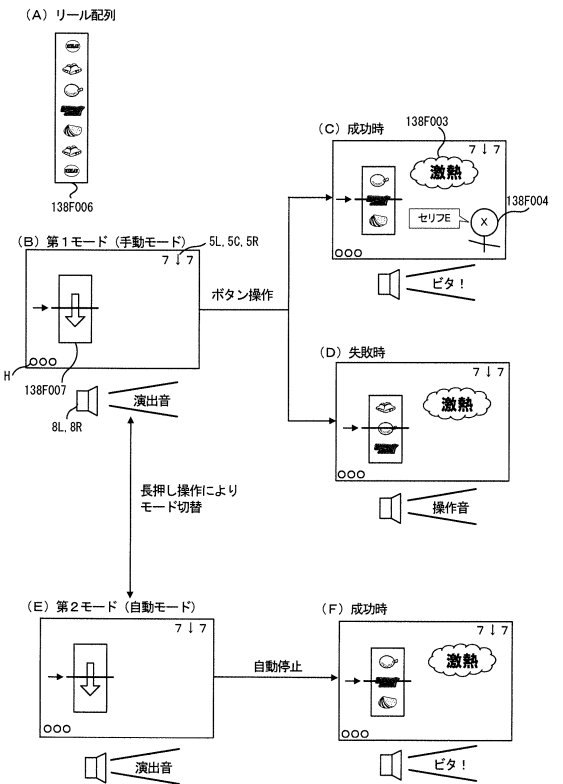 (A) リール配列
138F006
(B) 第1モード(手動モード)
5L, 5C, 5R
7 ↓ 7
H
138F007
8L, 8R
演出音
ボタン操作
(C) 成功時
138F003
7 ↓ 7
激熱
138F004
セリフE
X
ビタ!
(D) 失敗時
7 ↓ 7
激熱
操作音
長押し操作により
モード切替
(E) 第2モード(自動モード)
7 ↓ 7
演出音
自動停止
(F) 成功時
7 ↓ 7
激熱
ビタ!